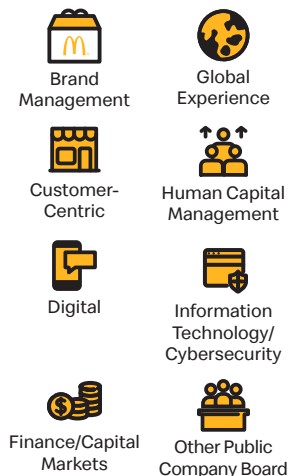 Brand
Management
Global
Experience
Customer-
Centric
Human Capital
Management
Digital
Information
Technology/
Cybersecurity
$
Finance/Capital
Markets
Other Public
Company Board